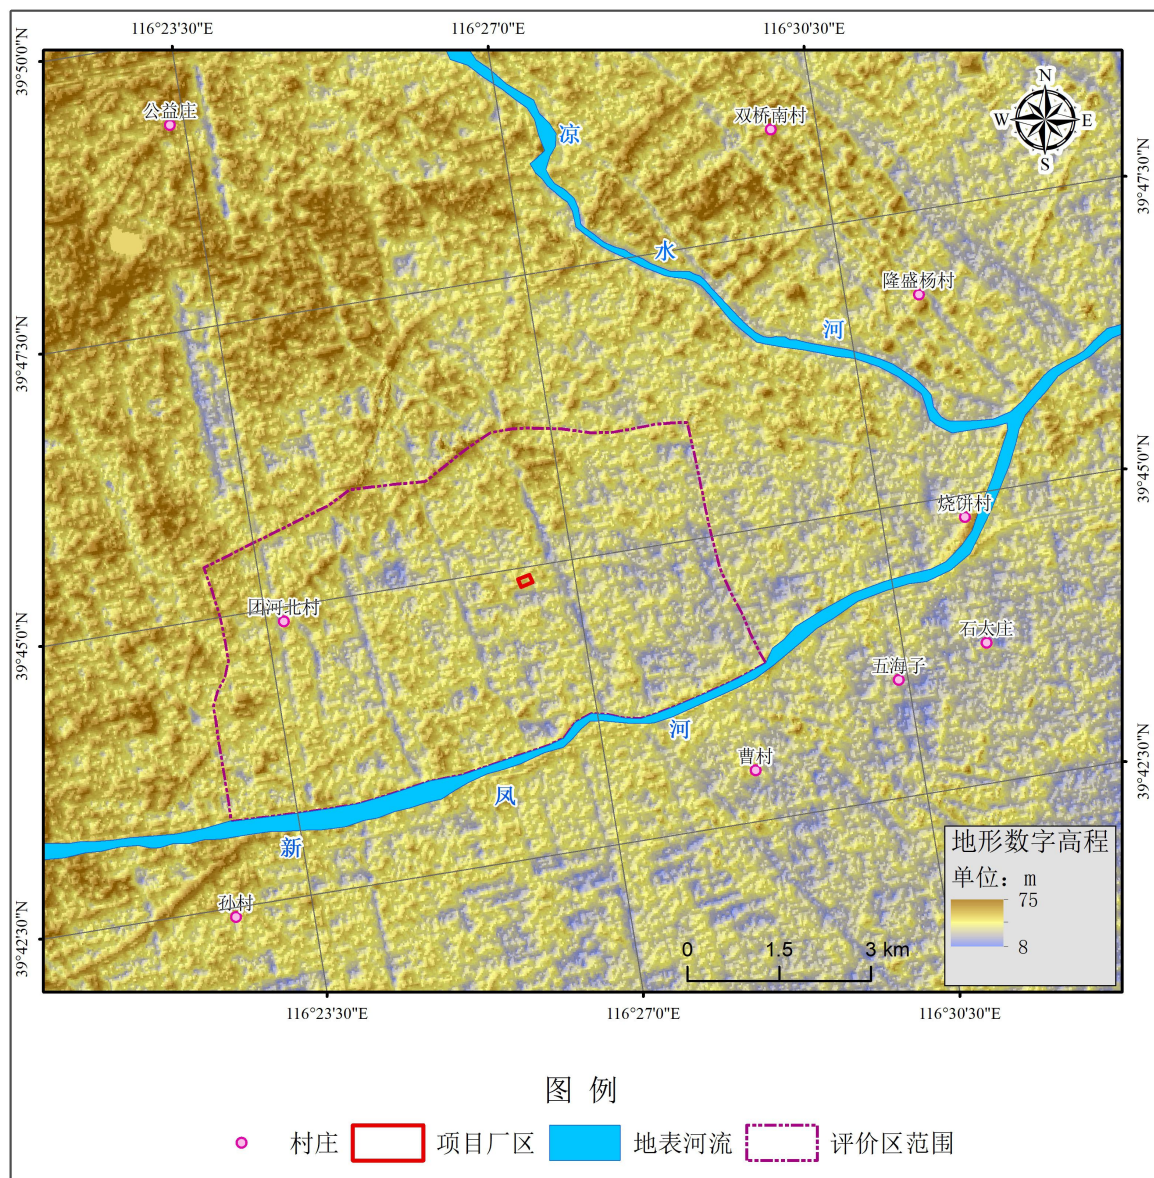 116°23'30"E
116°27'0"E
116°30'30"E
39°50'0"N
39°47'30"N
39°45'0"N
39°42'30"N
39°47'30"N
39°45'0"N
39°42'30"N
N
W
E
S
公益庄
双桥南村
凉
水
河
隆盛杨村
烧饼村
团河北村
石太庄
五海子
河
曹村
凤
新
孙村
地形数字高程
单位：m
75
8
0
1.5
3 km
116°23'30"E
116°27'0"E
116°30'30"E
图 例
村庄
项目厂区
地表河流
评价区范围